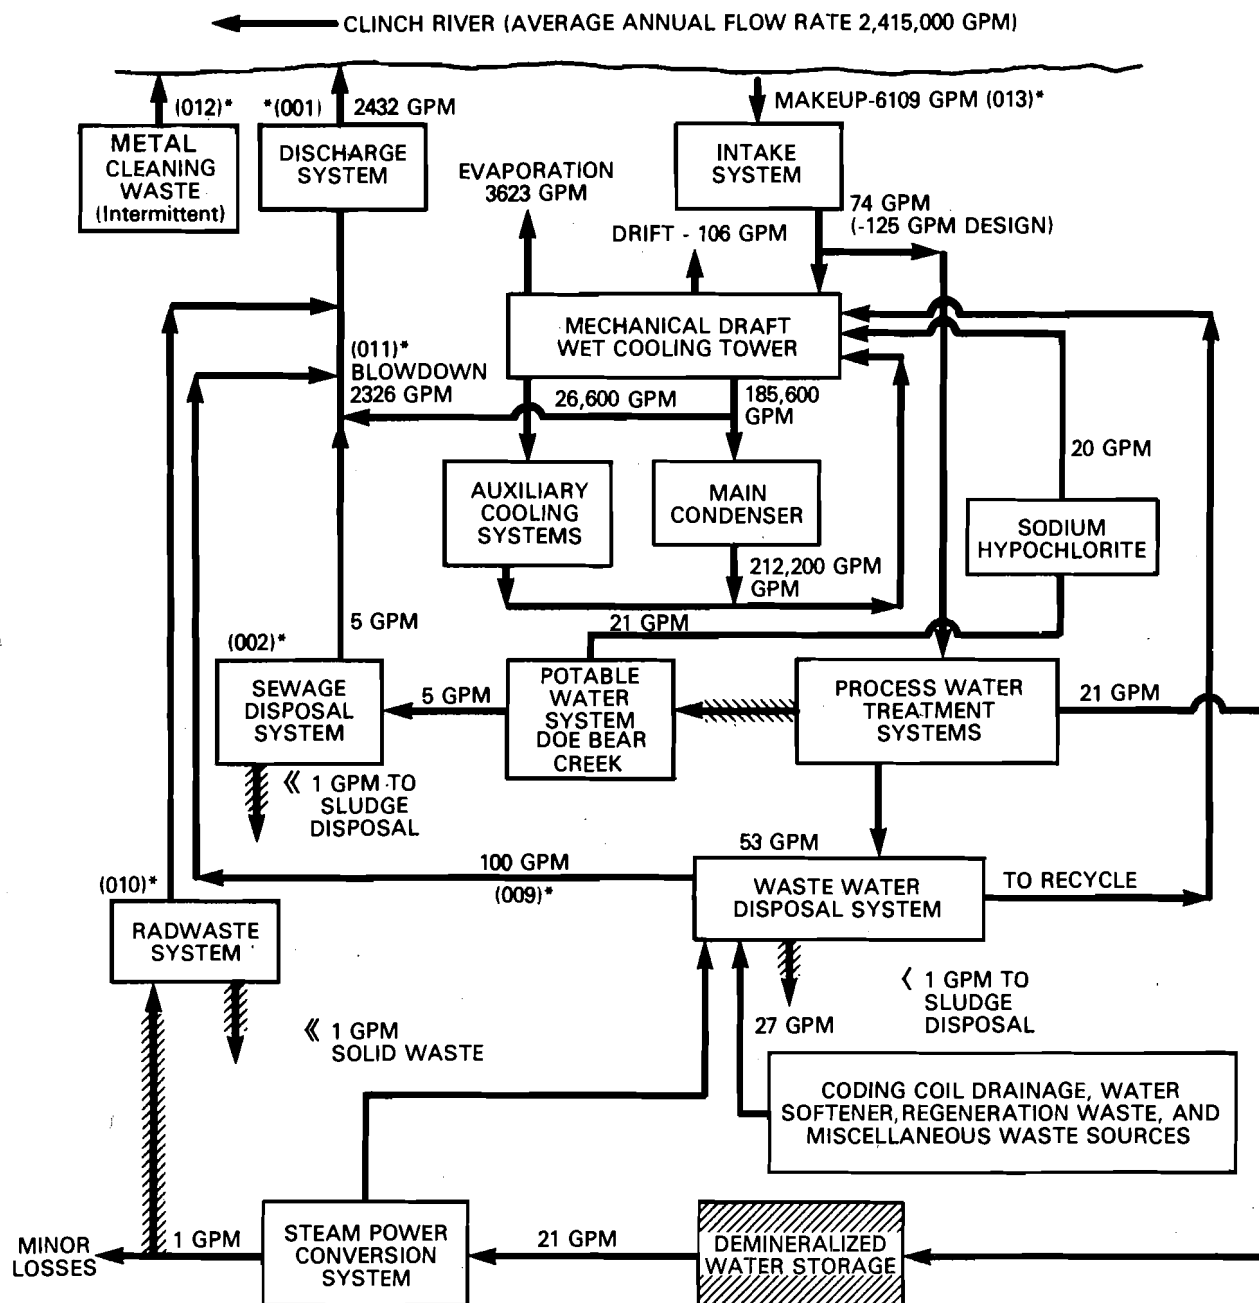 CLINCH RIVER (AVERAGE ANNUAL FLOW RATE 2,415,000 GPM)
(012)*
*(001)
2432 GPM
MAKEUP-6109 GPM (013)*
METAL
CLEANING
WASTE
(Intermittent)
DISCHARGE
SYSTEM
EVAPORATION
3623 GPM
INTAKE
SYSTEM
74 GPM
(-125 GPM DESIGN)
DRIFT - 106 GPM
MECHANICAL DRAFT
WET COOLING TOWER
(011)*
BLOWDOWN
2326 GPM
26,600 GPM
185,600
GPM
20 GPM
AUXILIARY
COOLING
SYSTEMS
MAIN
CONDENSER
SODIUM
HYPOCHLORITE
212,200 GPM
GPM
5 GPM
21 GPM
(002)*
SEWAGE
DISPOSAL
SYSTEM
5 GPM
POTABLE
WATER
SYSTEM
DOE BEAR
CREEK
PROCESS WATER
TREATMENT
SYSTEMS
21 GPM
≪ 1 GPM TO
SLUDGE
DISPOSAL
53 GPM
100 GPM
(009)*
WASTE WATER
DISPOSAL SYSTEM
TO RECYCLE
(010)*
RADWASTE
SYSTEM
≪ 1 GPM
SOLID WASTE
27 GPM
< 1 GPM TO
SLUDGE
DISPOSAL
CODING COIL DRAINAGE, WATER
SOFTENER, REGENERATION WASTE, AND
MISCELLANEOUS WASTE SOURCES
MINOR
LOSSES
1 GPM
STEAM POWER
CONVERSION
SYSTEM
21 GPM
DEMINERALIZED
WATER STORAGE